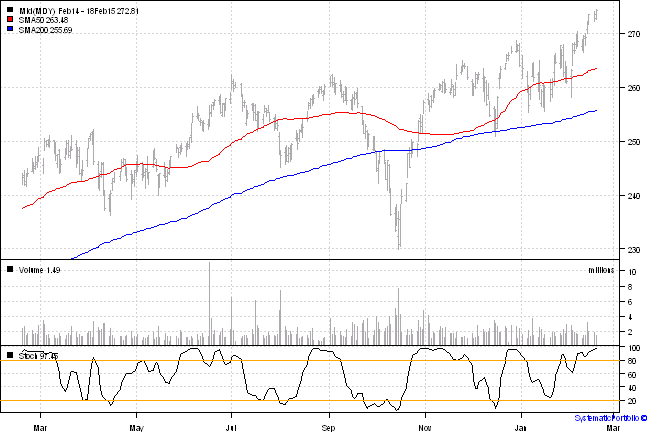 Mid(MDY) Feb14 - 18Feb15 272.81
SMA50 263.48
SMA200 255.69
270
260
250
240
230
Volume 1.49
millions
10
8
6
4
2
Stock 97.45
100
80
60
40
20
Mar May Jul Sep Nov Jan Mar
SystematicPortfolio ©